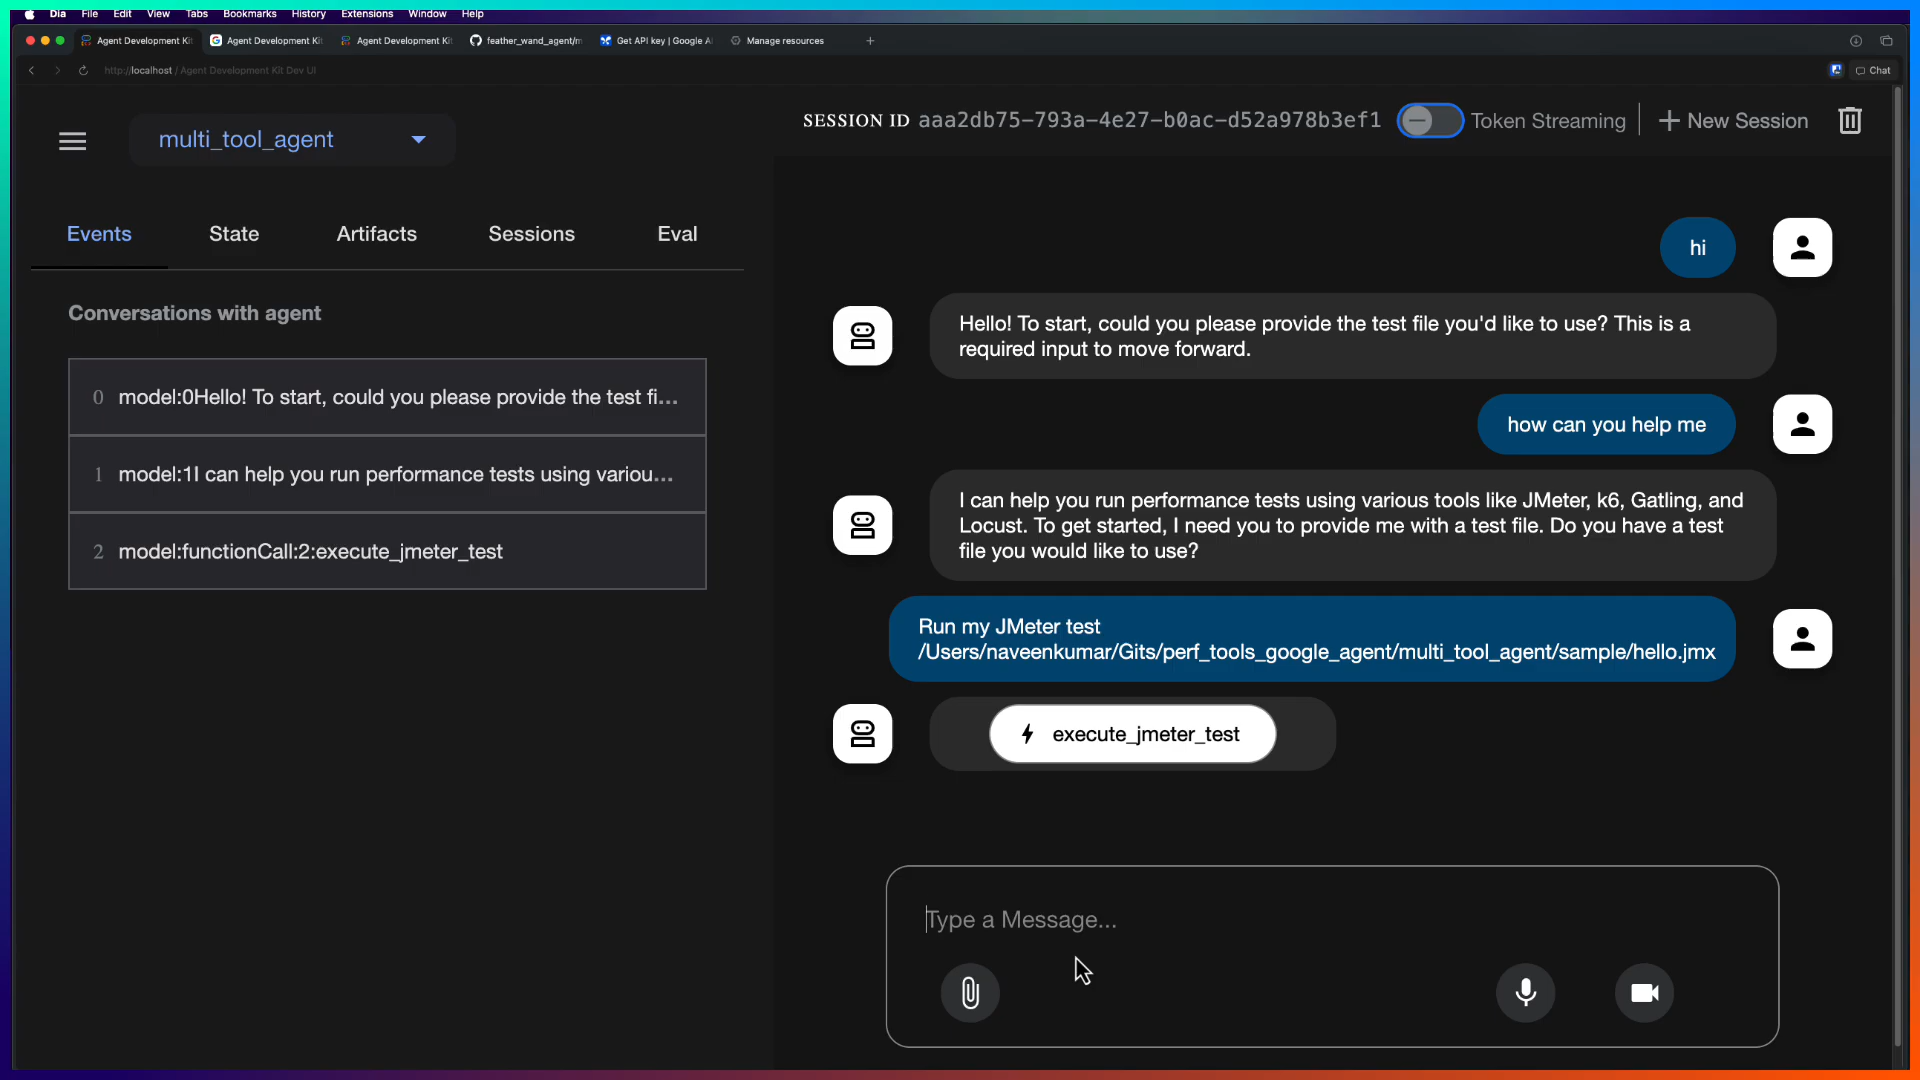 Dia File Edit View Tabs Bookmarks History Extensions Window Help
Agent Development Kit Agent Development Kit Agent Development Kit feather_wand_agent/m Get API key | Google AI Manage resources
http://localhost / Agent Development Kit Dev UI Chat
multi_tool_agent
SESSION ID aaa2db75-793a-4e27-b0ac-d52a978b3ef1 Token Streaming + New Session
Events State Artifacts Sessions Eval
Conversations with agent
0 model:0Hello! To start, could you please provide the test fi...
1 model:1I can help you run performance tests using variou...
2 model:functionCall:2:execute_jmeter_test
hi
Hello! To start, could you please provide the test file you'd like to use? This is a
required input to move forward.
how can you help me
I can help you run performance tests using various tools like JMeter, k6, Gatling, and
Locust. To get started, I need you to provide me with a test file. Do you have a test
file you would like to use?
Run my JMeter test
/Users/naveenkumar/Gits/perf_tools_google_agent/multi_tool_agent/sample/hello.jmx
execute_jmeter_test
Type a Message...